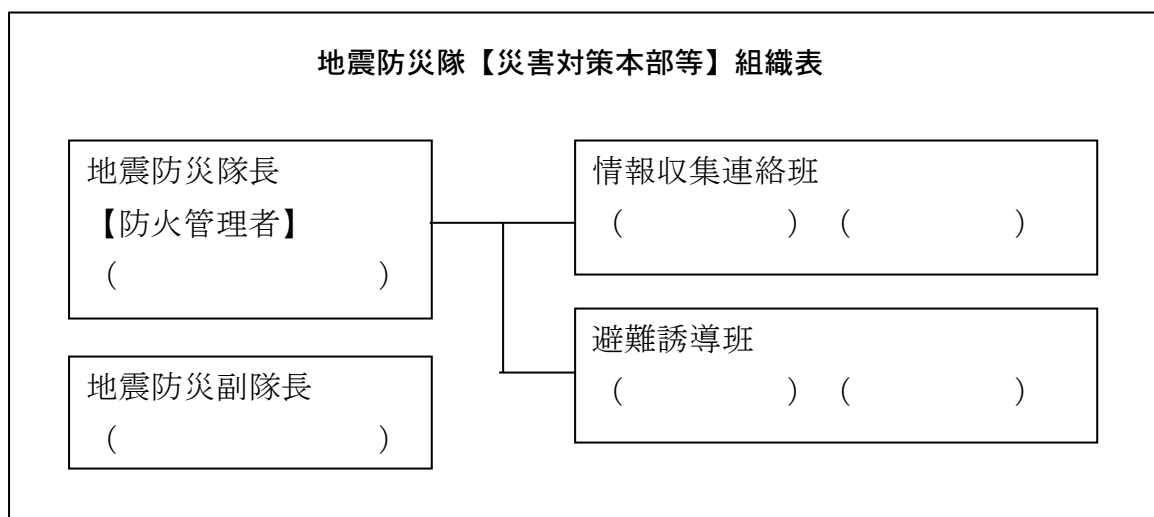 地震防災隊【災害対策本部等】組織表
地震防災隊長
【防火管理者】
（　　　　　　　　　）
地震防災副隊長
（　　　　　　　　　）
情報収集連絡班
（　　　　　）（　　　　　）
避難誘導班
（　　　　　）（　　　　　）